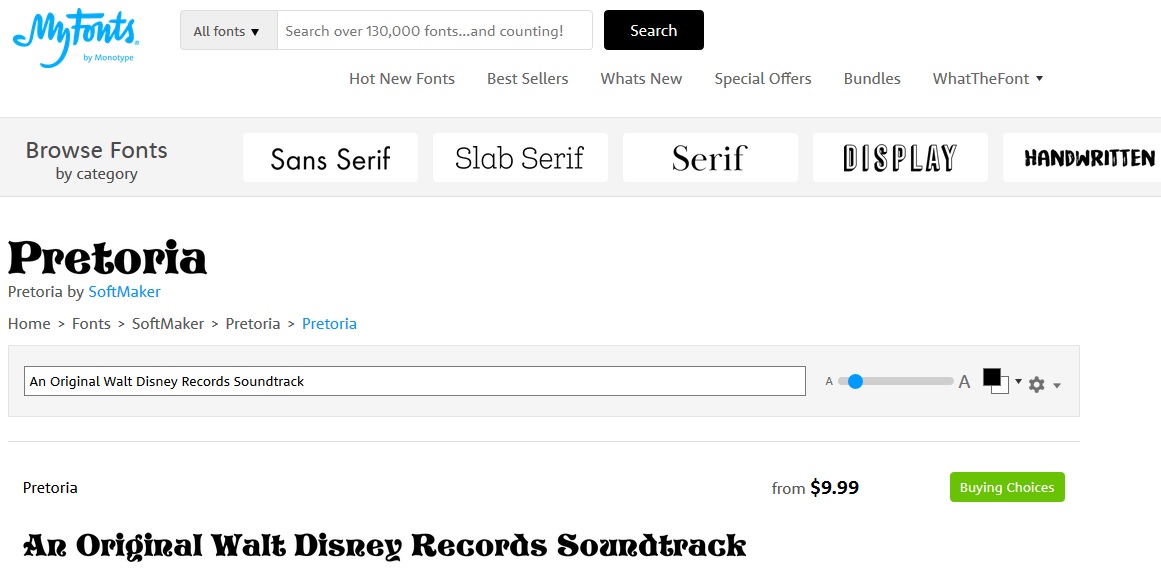 MyFonts
by Monotype
All fonts ▼ Search over 130,000 fonts...and counting! Search
Hot New Fonts Best Sellers Whats New Special Offers Bundles WhatTheFont
Browse Fonts
by category
Sans Serif Slab Serif Serif DISPLAY HANDWRITTEN
Pretoria
Pretoria by SoftMaker
Home > Fonts > SoftMaker > Pretoria > Pretoria
An Original Walt Disney Records Soundtrack A A
Pretoria from $9.99 Buying Choices
An Original Walt Disney Records Soundtrack